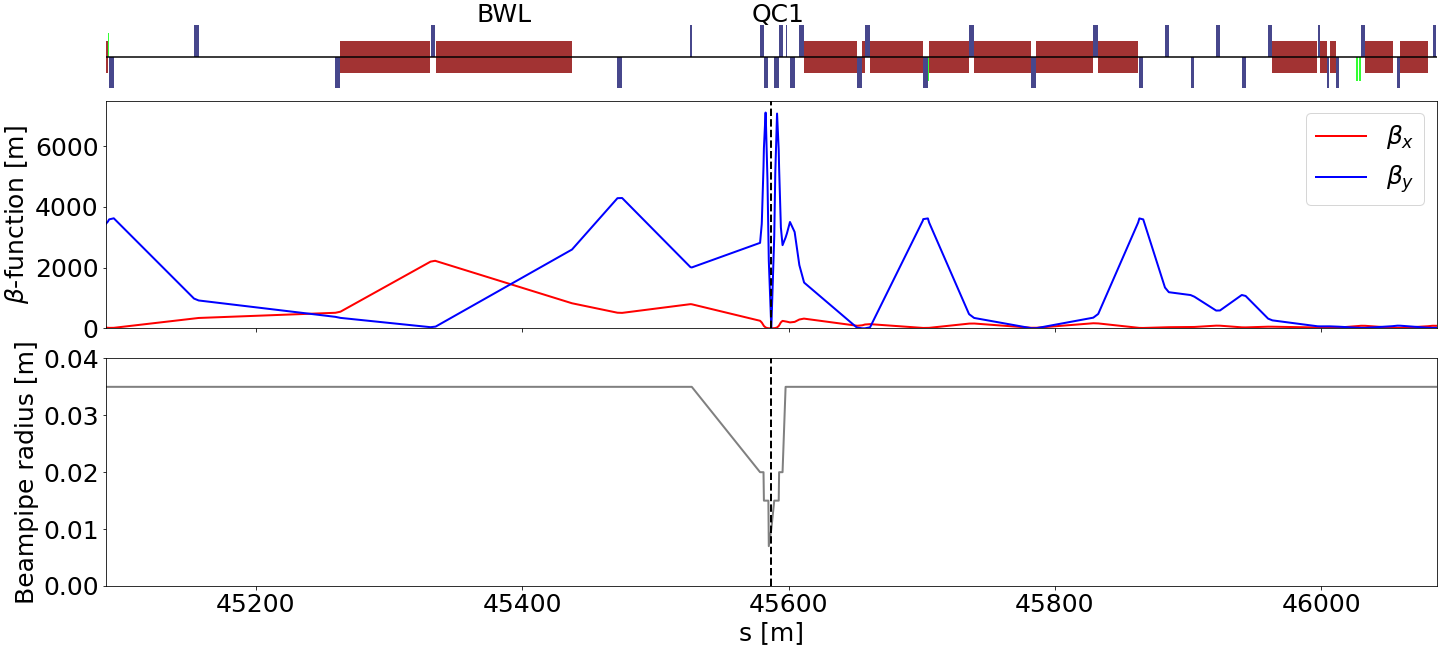 BWL QC1
β-function [m]
6000
4000
2000
0
βx
βy
Beampipe radius [m]
0.04
0.03
0.02
0.01
0.00
45200 45400 45600 45800 46000
s [m]